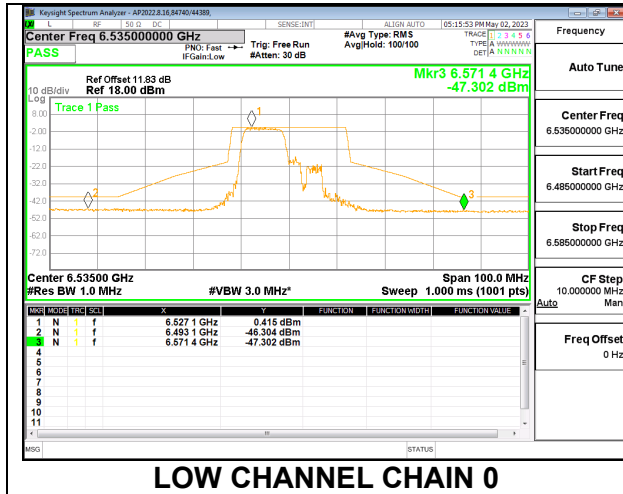 Keysight Spectrum Analyzer - AP2022.8.16,84740/44389,
LXI L RF 50 Ω DC SENSE:INT ALIGN AUTO 05:15:53 PM May 02, 2023
Center Freq 6.535000000 GHz #Avg Type: RMS TRACE 1 2 3 4 5 6 Frequency
PASS PNO: Fast Trig: Free Run Avg|Hold: 100/100 TYPE A WWWWW
IFGain:Low #Atten: 30 dB DET A N N N N N
Auto Tune
Ref Offset 11.83 dB Mkr3 6.571 4 GHz
10 dB/div Ref 18.00 dBm -47.302 dBm
Log Trace 1 Pass
8.00
-2.00
-12.0
-22.0
-32.0
-42.0
-52.0
-62.0
-72.0
1
2
3
Center Freq
6.535000000 GHz
Start Freq
6.485000000 GHz
Stop Freq
6.585000000 GHz
Center 6.53500 GHz Span 100.0 MHz
#Res BW 1.0 MHz #VBW 3.0 MHz* Sweep 1.000 ms (1001 pts)
CF Step
10.000000 MHz
Auto Man
MKR MODE TRC SCL X Y FUNCTION FUNCTION WIDTH FUNCTION VALUE
1 N 1 f 6.527 1 GHz 0.415 dBm
2 N 1 f 6.493 1 GHz -46.304 dBm
3 N 1 f 6.571 4 GHz -47.302 dBm
4
5
6
7
8
9
10
11
Freq Offset
0 Hz
MSG STATUS
LOW CHANNEL CHAIN 0